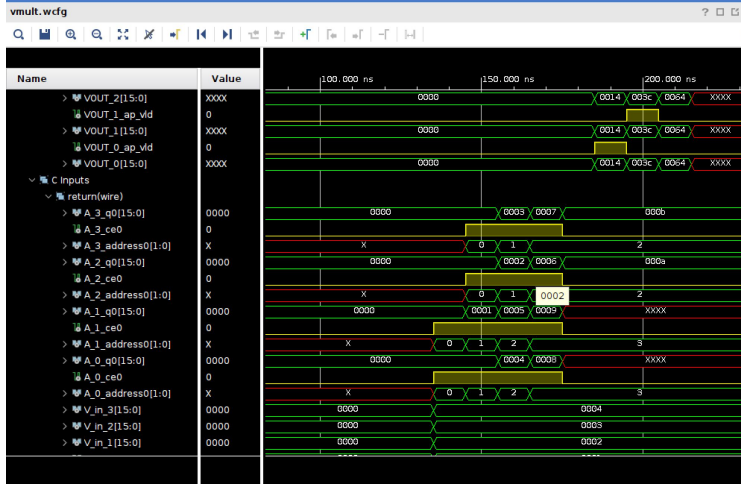 vmult.wcfg
Name Value 100.000 ns 150.000 ns 200.000 ns
VOUT_2[15:0] XXXX 0000 0014 003c 0064 XXXX
VOUT_1_ap_vld 0
VOUT_1[15:0] XXXX 0000 0014 003c 0064 XXXX
VOUT_0_ap_vld 0
VOUT_0[15:0] XXXX 0000 0014 003c 0064 XXXX
C Inputs
return(wire)
A_3_q0[15:0] 0000 0000 0003 0007 000b
A_3_ce0 0
A_3_address0[1:0] X X 0 1 2
A_2_q0[15:0] 0000 0000 0002 0006 000a
A_2_ce0 0
A_2_address0[1:0] X X 0 1 0002 2
A_1_q0[15:0] 0000 0000 0001 0005 0009 XXXX
A_1_ce0 0
A_1_address0[1:0] X X 0 1 2 3
A_0_q0[15:0] 0000 0000 0004 0008 XXXX
A_0_ce0 0
A_0_address0[1:0] X X 0 1 2 3
V_in_3[15:0] 0000 0000 0004
V_in_2[15:0] 0000 0000 0003
V_in_1[15:0] 0000 0000 0002